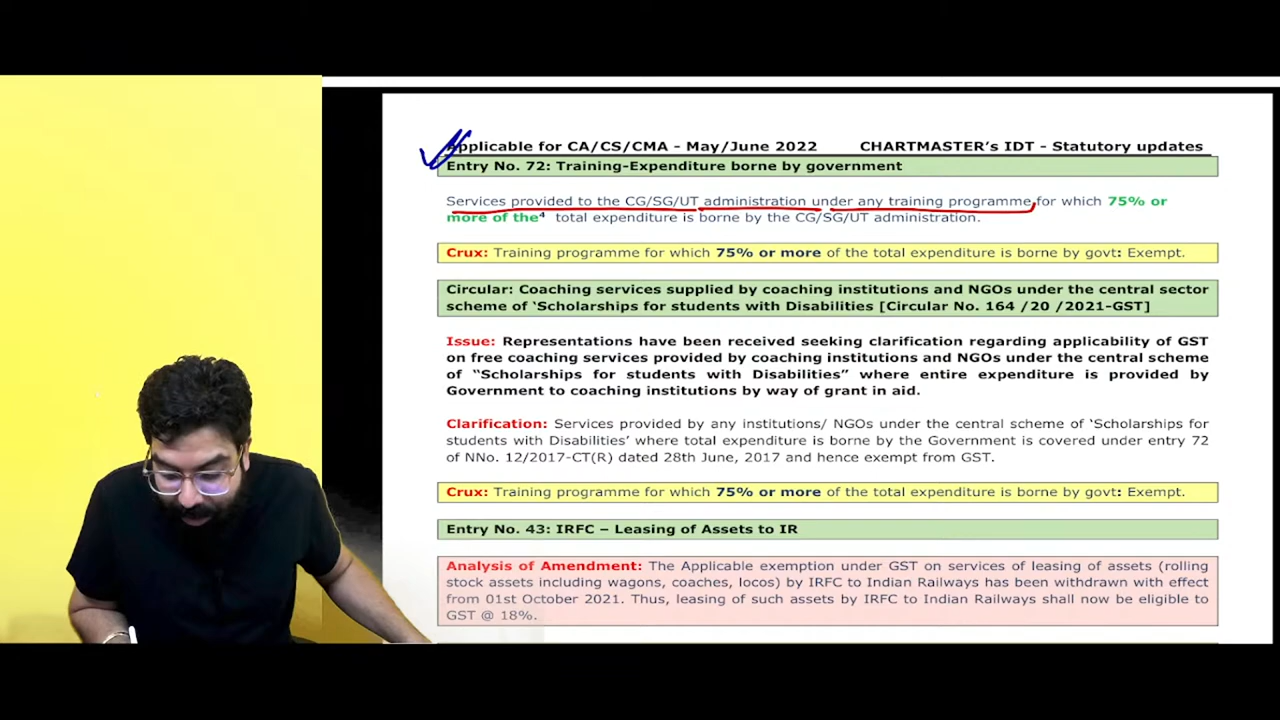 Applicable for CA/CS/CMA - May/June 2022 CHARTMASTER's IDT - Statutory updates
Entry No. 72: Training-Expenditure borne by government
Services provided to the CG/SG/UT administration under any training programme for which 75% or
more of the⁴ total expenditure is borne by the CG/SG/UT administration.
Crux: Training programme for which 75% or more of the total expenditure is borne by govt: Exempt.
Circular: Coaching services supplied by coaching institutions and NGOs under the central sector
scheme of ‘Scholarships for students with Disabilities [Circular No. 164 /20 /2021-GST]
Issue: Representations have been received seeking clarification regarding applicability of GST
on free coaching services provided by coaching institutions and NGOs under the central scheme
of ‘‘Scholarships for students with Disabilities” where entire expenditure is provided by
Government to coaching institutions by way of grant in aid.
Clarification: Services provided by any institutions/ NGOs under the central scheme of ‘Scholarships for
students with Disabilities’ where total expenditure is borne by the Government is covered under entry 72
of NNo. 12/2017-CT(R) dated 28th June, 2017 and hence exempt from GST.
Crux: Training programme for which 75% or more of the total expenditure is borne by govt: Exempt.
Entry No. 43: IRFC – Leasing of Assets to IR
Analysis of Amendment: The Applicable exemption under GST on services of leasing of assets (rolling
stock assets including wagons, coaches, locos) by IRFC to Indian Railways has been withdrawn with effect
from 01st October 2021. Thus, leasing of such assets by IRFC to Indian Railways shall now be eligible to
GST @ 18%.